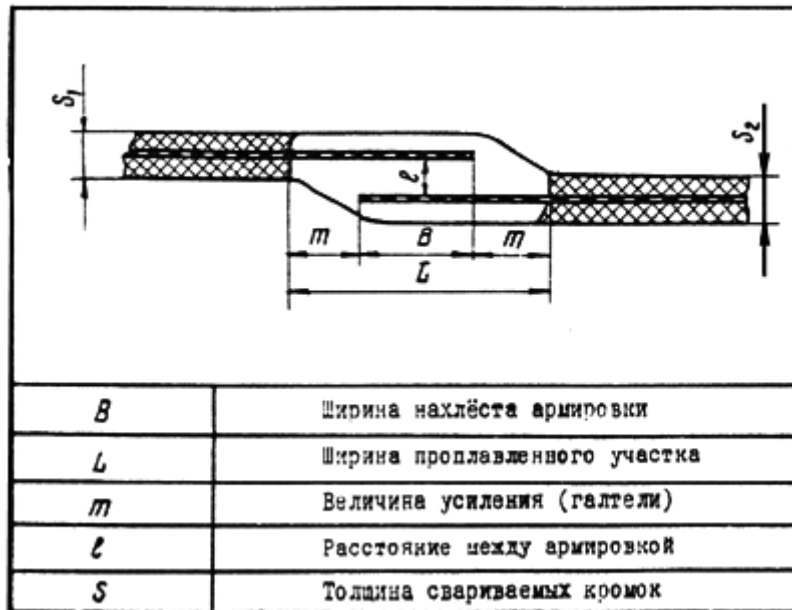 S₁
S₂
ℓ
m B m
L
B Ширина нахлёста армировки
L Ширина проплавленного участка
m Величина усиления (галтели)
ℓ Расстояние между армировкой
S Толщина свариваемых кромок